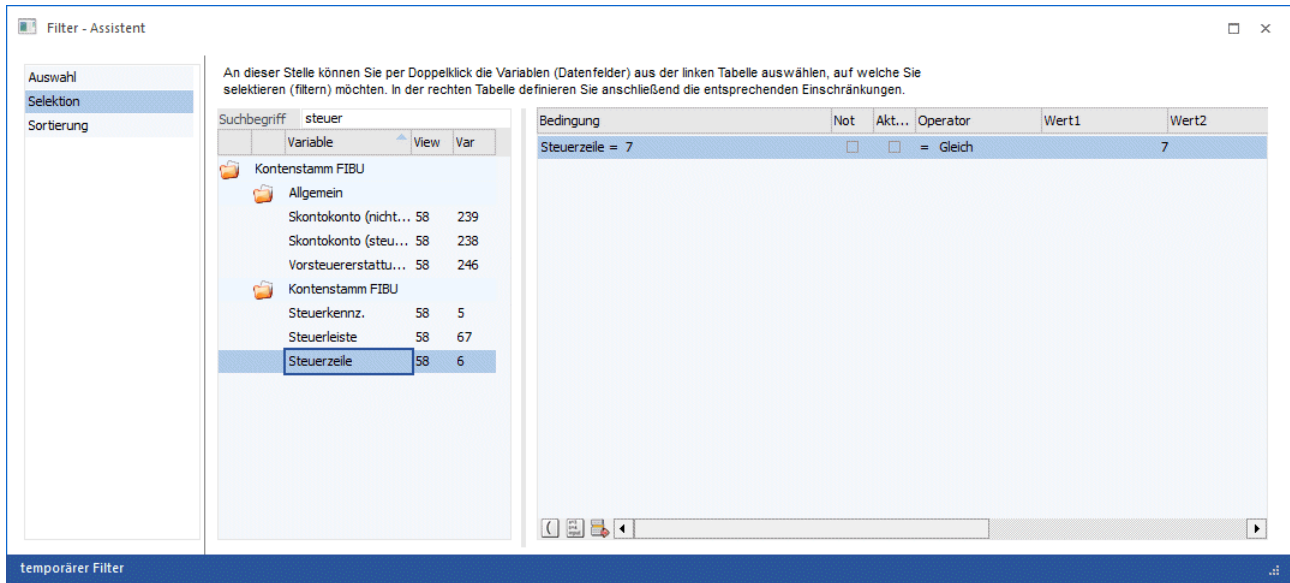 Filter - Assistent
Auswahl
Selektion
Sortierung
An dieser Stelle können Sie per Doppelklick die Variablen (Datenfelder) aus der linken Tabelle auswählen, auf welche Sie
selektieren (filtern) möchten. In der rechten Tabelle definieren Sie anschließend die entsprechenden Einschränkungen.
Suchbegriff steuer
Variable View Var
Kontenstamm FIBU
Allgemein
Skontokonto (nicht... 58 239
Skontokonto (steu... 58 238
Vorsteuererstattu... 58 246
Kontenstamm FIBU
Steuerkennz. 58 5
Steuerleiste 58 67
Steuerzeile 58 6
Bedingung Not Akt... Operator Wert1 Wert2
Steuerzeile = 7 = Gleich 7
temporärer Filter